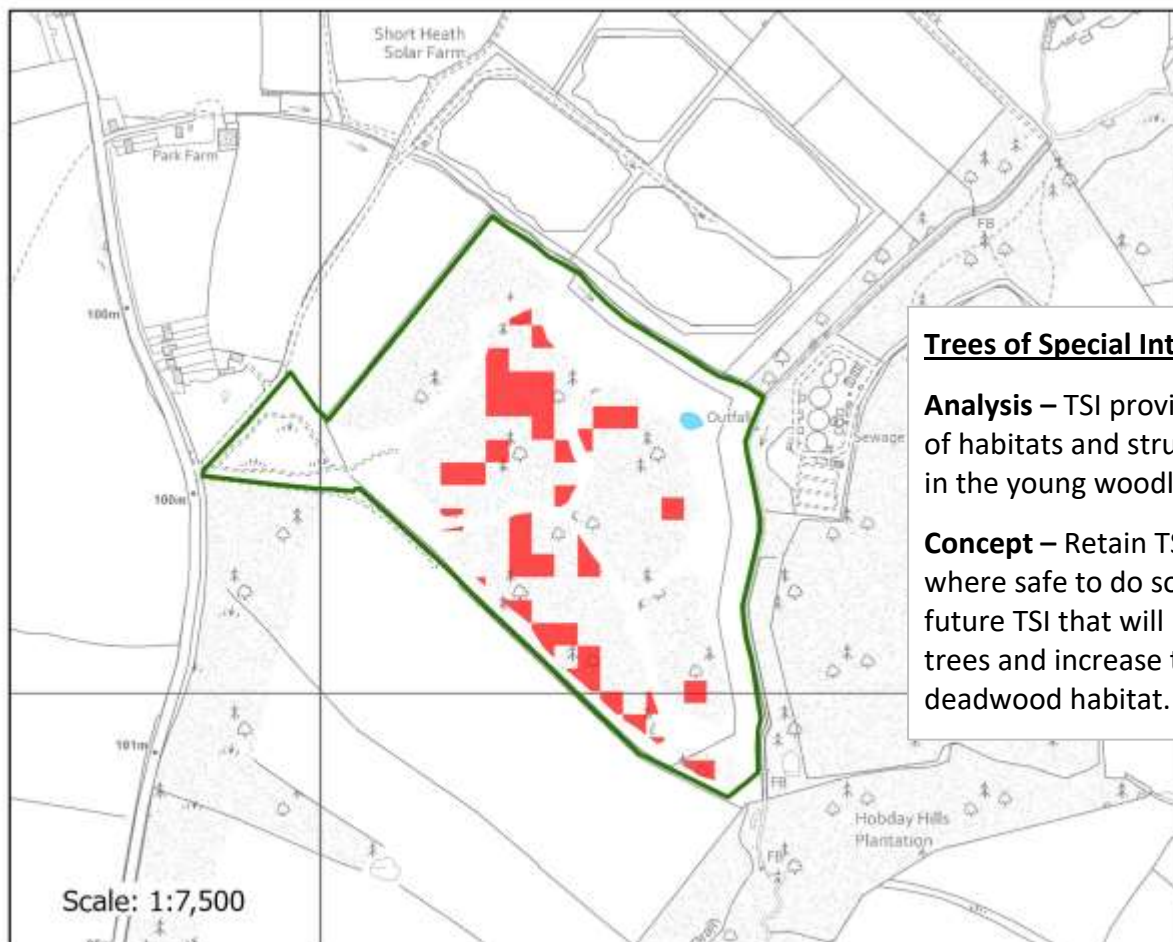 Short Heath
Solar Farm
Park Farm
100m
FB
Outfall
Sewage
100m
101m
FB
Hobday Hills
Plantation
FB
Drain
Scale: 1:7,500
Trees of Special Int
Analysis – TSI provi
of habitats and stru
in the young woodl
Concept – Retain TS
where safe to do so
future TSI that will
trees and increase t
deadwood habitat.